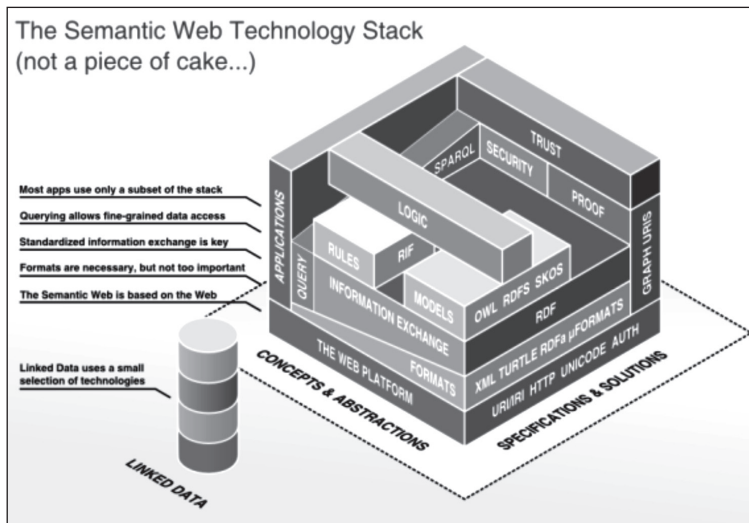 The Semantic Web Technology Stack
(not a piece of cake...)
Most apps use only a subset of the stack
Querying allows fine-grained data access
Standardized information exchange is key
Formats are necessary, but not too important
The Semantic Web is based on the Web
Linked Data uses a small
selection of technologies
LINKED DATA
APPLICATIONS
QUERY
RULES
RIF
LOGIC
SPARQL
SECURITY
TRUST
PROOF
INFORMATION EXCHANGE
MODELS
OWL RDFS SKOS
RDF
GRAPH URIS
FORMATS
XML TURTLE RDFa µFORMATS
THE WEB PLATFORM
URI/IRI HTTP UNICODE AUTH
CONCEPTS & ABSTRACTIONS
SPECIFICATIONS & SOLUTIONS